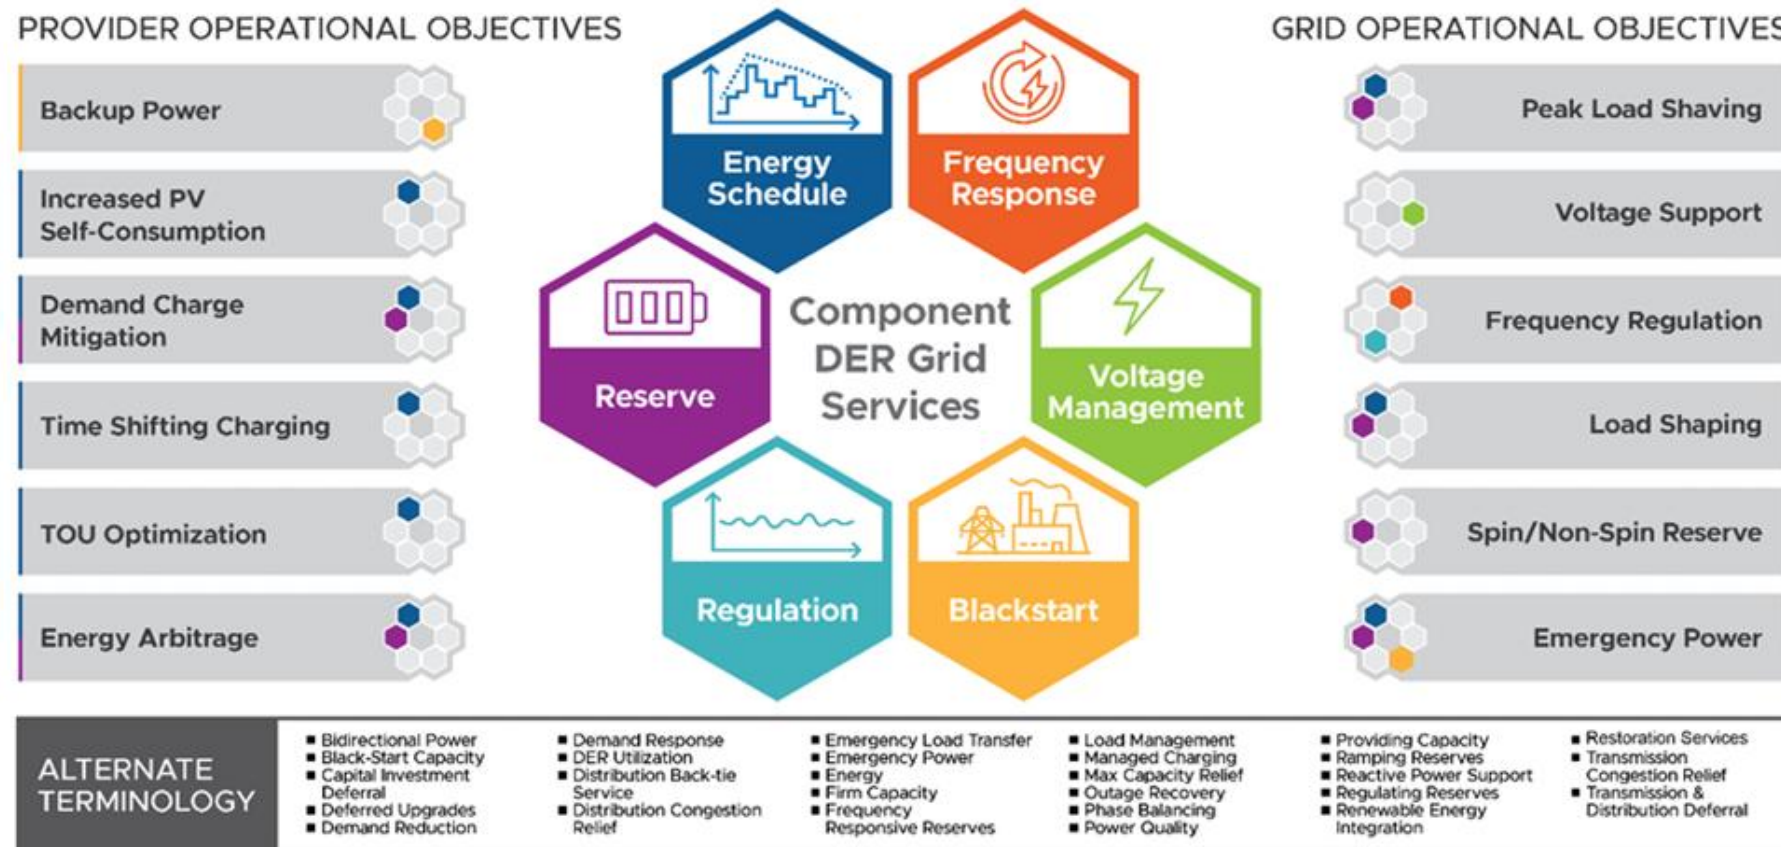 PROVIDER OPERATIONAL OBJECTIVES
Backup Power
Increased PV
Self-Consumption
Demand Charge
Mitigation
Time Shifting Charging
TOU Optimization
Energy Arbitrage
Energy
Schedule
Frequency
Response
Reserve
Component
DER Grid
Services
Voltage
Management
Regulation
Blackstart
GRID OPERATIONAL OBJECTIVES
Peak Load Shaving
Voltage Support
Frequency Regulation
Load Shaping
Spin/Non-Spin Reserve
Emergency Power
ALTERNATE
TERMINOLOGY
■ Bidirectional Power
■ Black-Start Capacity
■ Capital Investment
Deferral
■ Deferred Upgrades
■ Demand Reduction
■ Demand Response
■ DER Utilization
■ Distribution Back-tie
Service
■ Distribution Congestion
Relief
■ Emergency Load Transfer
■ Emergency Power
■ Energy
■ Firm Capacity
■ Frequency
Responsive Reserves
■ Load Management
■ Managed Charging
■ Max Capacity Relief
■ Outage Recovery
■ Phase Balancing
■ Power Quality
■ Providing Capacity
■ Ramping Reserves
■ Reactive Power Support
■ Regulating Reserves
■ Renewable Energy
Integration
■ Restoration Services
■ Transmission
Congestion Relief
■ Transmission &
Distribution Deferral